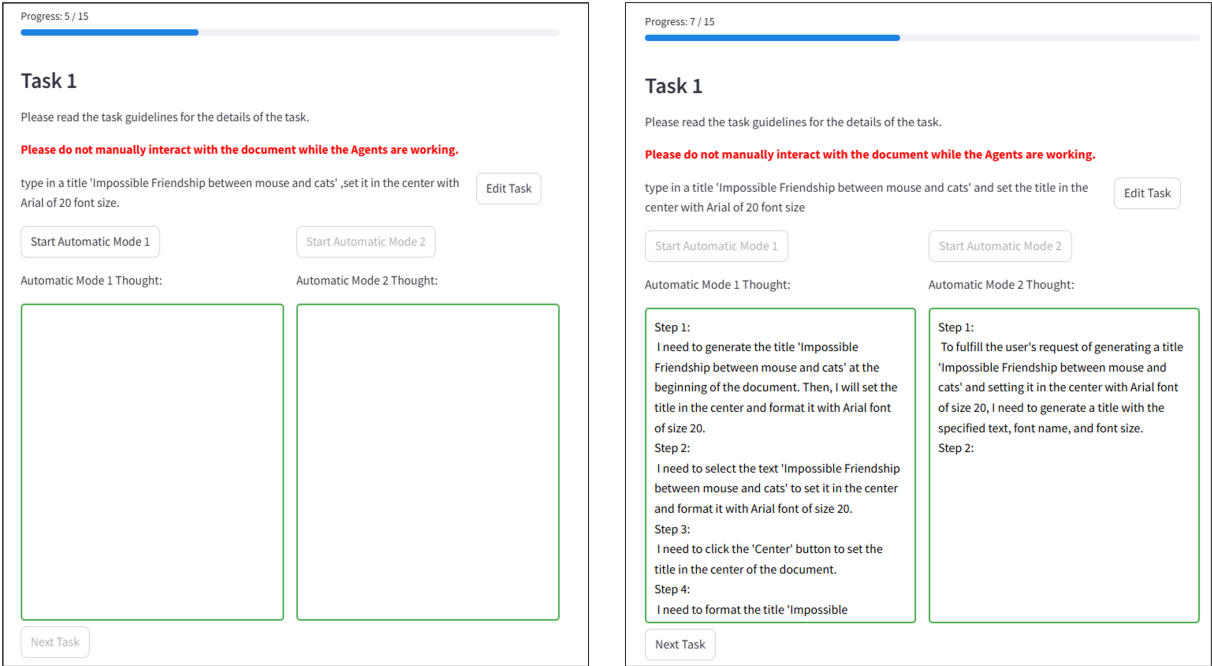 Progress: 5 / 15
Task 1
Please read the task guidelines for the details of the task.
Please do not manually interact with the document while the Agents are working.
type in a title 'Impossible Friendship between mouse and cats' ,set it in the center with
Arial of 20 font size.
Edit Task
Start Automatic Mode 1
Start Automatic Mode 2
Automatic Mode 1 Thought:
Automatic Mode 2 Thought:
Next Task
Progress: 7 / 15
Task 1
Please read the task guidelines for the details of the task.
Please do not manually interact with the document while the Agents are working.
type in a title 'Impossible Friendship between mouse and cats' and set the title in the
center with Arial of 20 font size
Edit Task
Start Automatic Mode 1
Start Automatic Mode 2
Automatic Mode 1 Thought:
Automatic Mode 2 Thought:
Step 1:
I need to generate the title 'Impossible
Friendship between mouse and cats' at the
beginning of the document. Then, I will set the
title in the center and format it with Arial font
of size 20.
Step 2:
I need to select the text 'Impossible Friendship
between mouse and cats' to set it in the center
and format it with Arial font of size 20.
Step 3:
I need to click the 'Center' button to set the
title in the center of the document.
Step 4:
I need to format the title 'Impossible
Step 1:
To fulfill the user's request of generating a title
'Impossible Friendship between mouse and
cats' and setting it in the center with Arial font
of size 20, I need to generate a title with the
specified text, font name, and font size.
Step 2:
Next Task